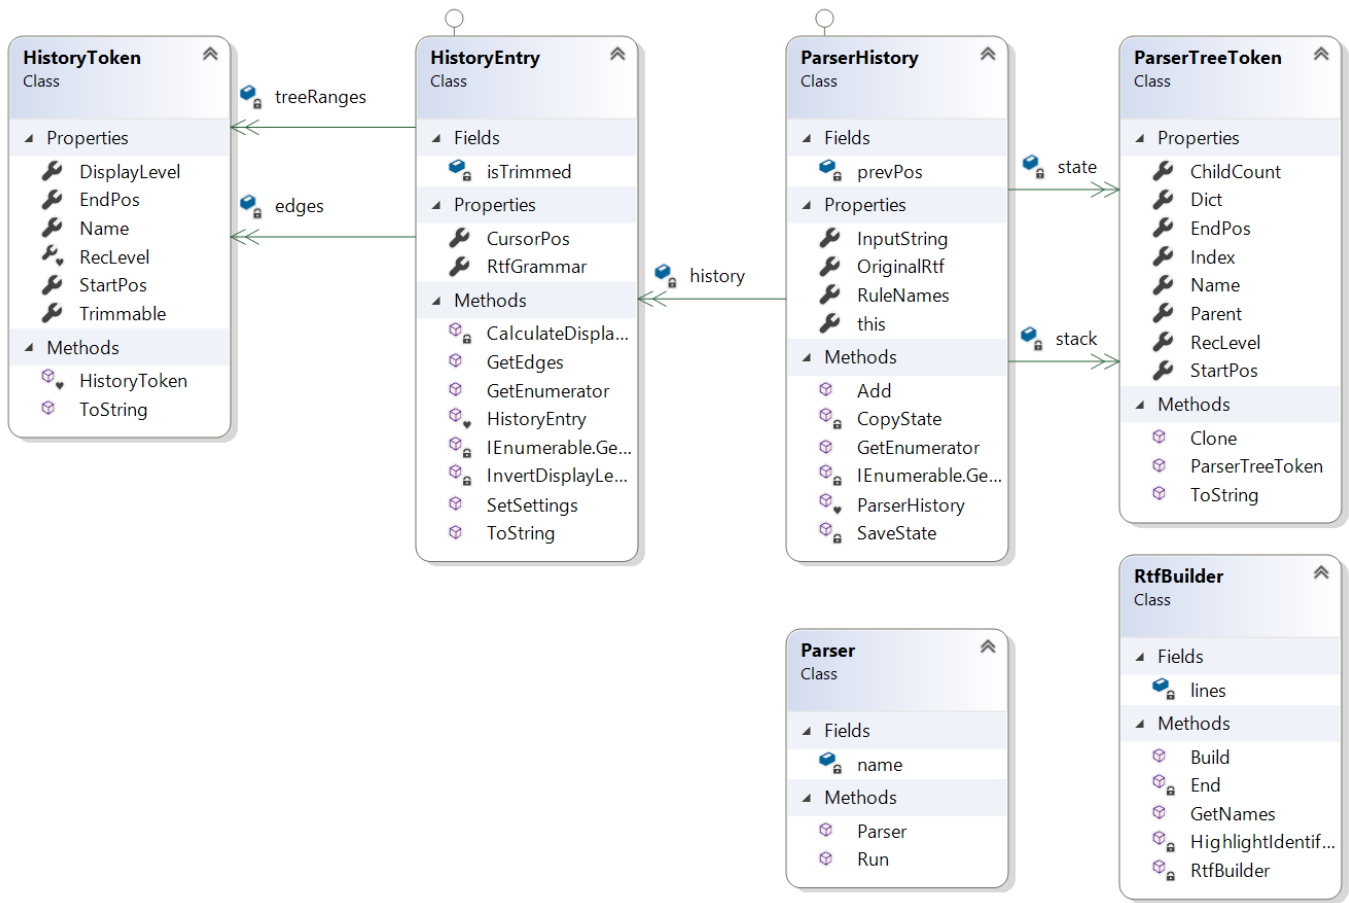 HistoryToken
Class
Properties
DisplayLevel
EndPos
Name
RecLevel
StartPos
Trimmable
Methods
HistoryToken
ToString
treeRanges
edges
HistoryEntry
Class
Fields
isTrimmed
Properties
CursorPos
RtfGrammar
Methods
CalculateDispla...
GetEdges
GetEnumerator
HistoryEntry
IEnumerable.Ge...
InvertDisplayLe...
SetSettings
ToString
history
ParserHistory
Class
Fields
prevPos
Properties
InputString
OriginalRtf
RuleNames
this
Methods
Add
CopyState
GetEnumerator
IEnumerable.Ge...
ParserHistory
SaveState
state
stack
ParserTreeToken
Class
Properties
ChildCount
Dict
EndPos
Index
Name
Parent
RecLevel
StartPos
Methods
Clone
ParserTreeToken
ToString
Parser
Class
Fields
name
Methods
Parser
Run
RtfBuilder
Class
Fields
lines
Methods
Build
End
GetNames
HighlightIdentif...
RtfBuilder